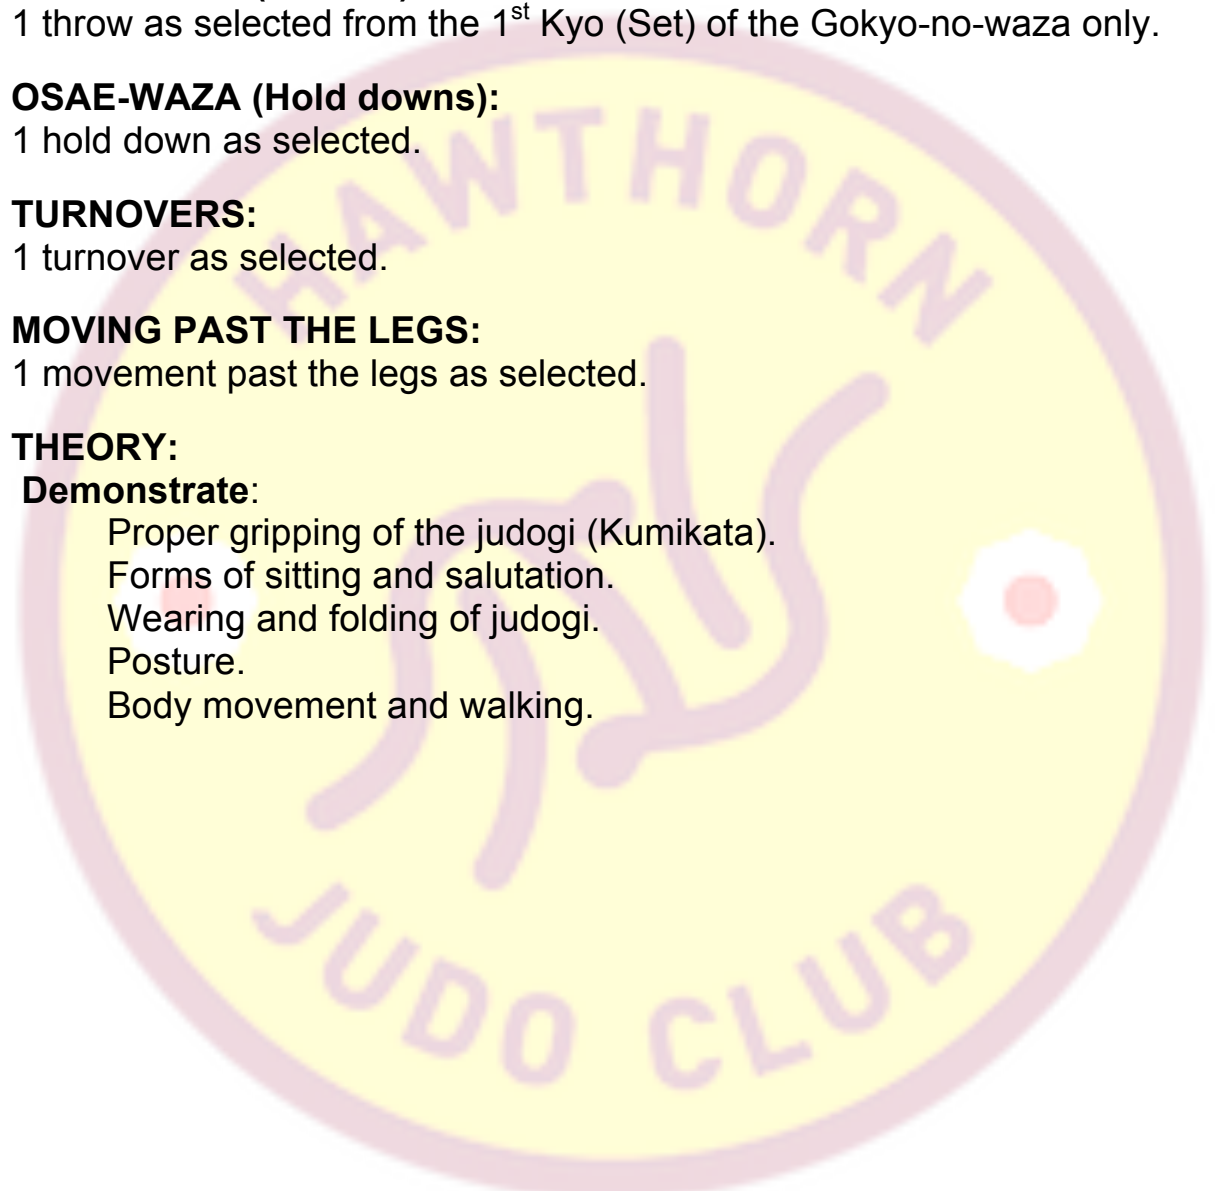 1 throw as selected from the 1st Kyo (Set) of the Gokyo-no-waza only.
OSAE-WAZA (Hold downs):
1 hold down as selected.
TURNOVERS:
1 turnover as selected.
MOVING PAST THE LEGS:
1 movement past the legs as selected.
THEORY:
Demonstrate:
Proper gripping of the judogi (Kumikata).
Forms of sitting and salutation.
Wearing and folding of judogi.
Posture.
Body movement and walking.
HAWTHORN
JUDO CLUB